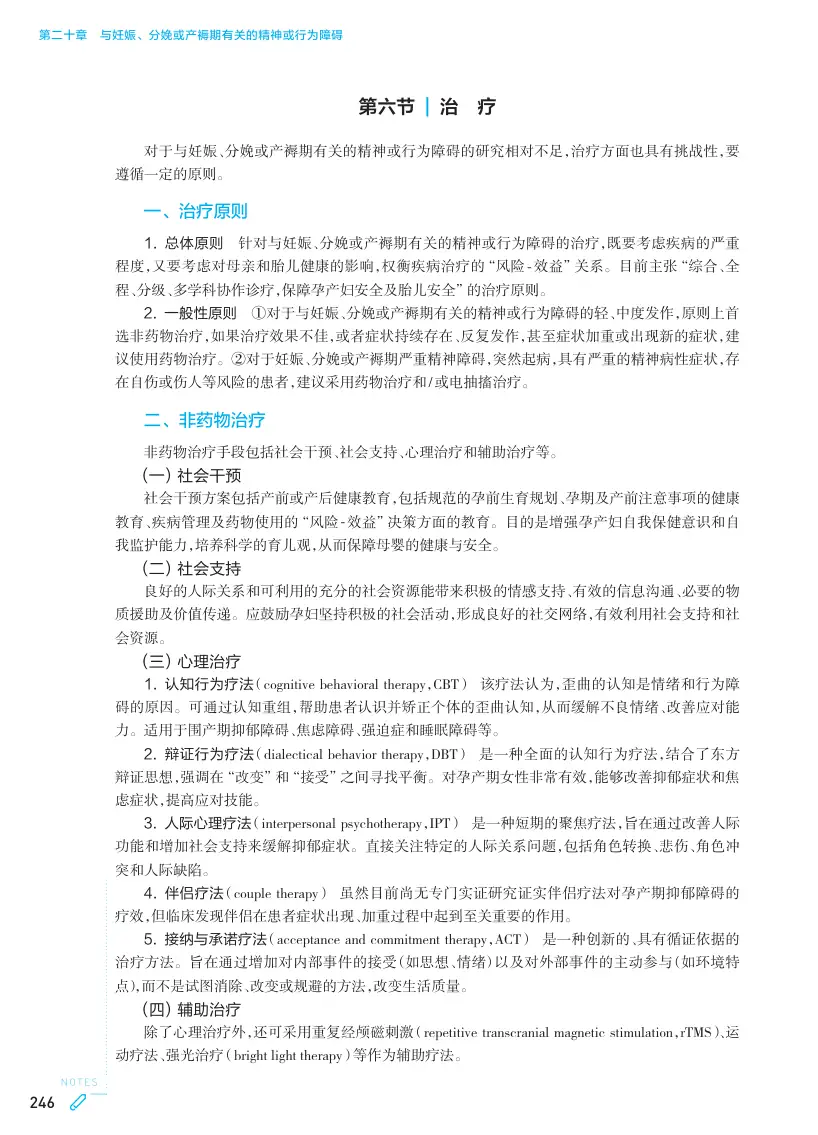 第二十章 与妊娠、分娩或产褥期有关的精神或行为障碍
第六节 | 治 疗
对于与妊娠、分娩或产褥期有关的精神或行为障碍的研究相对不足,治疗方面也具有挑战性,要
遵循一定的原则。
一、治疗原则
1. 总体原则 针对与妊娠、分娩或产褥期有关的精神或行为障碍的治疗,既要考虑疾病的严重
程度,又要考虑对母亲和胎儿健康的影响,权衡疾病治疗的“风险-效益”关系。目前主张“综合、全
程、分级、多学科协作诊疗,保障孕产妇安全及胎儿安全”的治疗原则。
2. 一般性原则 ①对于与妊娠、分娩或产褥期有关的精神或行为障碍的轻、中度发作,原则上首
选非药物治疗,如果治疗效果不佳,或者症状持续存在、反复发作,甚至症状加重或出现新的症状,建
议使用药物治疗。②对于妊娠、分娩或产褥期严重精神障碍,突然起病,具有严重的精神病性症状,存
在自伤或伤人等风险的患者,建议采用药物治疗和/或电抽搐治疗。
二、非药物治疗
非药物治疗手段包括社会干预、社会支持、心理治疗和辅助治疗等。
(一)社会干预
社会干预方案包括产前或产后健康教育,包括规范的孕前生育规划、孕期及产前注意事项的健康
教育、疾病管理及药物使用的“风险-效益”决策方面的教育。目的是增强孕产妇自我保健意识和自
我监护能力,培养科学的育儿观,从而保障母婴的健康与安全。
(二)社会支持
良好的人际关系和可利用的充分的社会资源能带来积极的情感支持、有效的信息沟通、必要的物
质援助及价值传递。应鼓励孕妇坚持积极的社会活动,形成良好的社交网络,有效利用社会支持和社
会资源。
(三)心理治疗
1. 认知行为疗法(cognitive behavioral therapy,CBT) 该疗法认为,歪曲的认知是情绪和行为障
碍的原因。可通过认知重组,帮助患者认识并矫正个体的歪曲认知,从而缓解不良情绪、改善应对能
力。适用于围产期抑郁障碍、焦虑障碍、强迫症和睡眠障碍等。
2. 辩证行为疗法(dialectical behavior therapy,DBT) 是一种全面的认知行为疗法,结合了东方
辩证思想,强调在“改变”和“接受”之间寻找平衡。对孕产期女性非常有效,能够改善抑郁症状和焦
虑症状,提高应对技能。
3. 人际心理疗法(interpersonal psychotherapy,IPT) 是一种短期的聚焦疗法,旨在通过改善人际
功能和增加社会支持来缓解抑郁症状。直接关注特定的人际关系问题,包括角色转换、悲伤、角色冲
突和人际缺陷。
4. 伴侣疗法(couple therapy) 虽然目前尚无专门实证研究证实伴侣疗法对孕产期抑郁障碍的
疗效,但临床发现伴侣在患者症状出现、加重过程中起到至关重要的作用。
5. 接纳与承诺疗法(acceptance and commitment therapy,ACT) 是一种创新的、具有循证依据的
治疗方法。旨在通过增加对内部事件的接受(如思想、情绪)以及对外部事件的主动参与(如环境特
点),而不是试图消除、改变或规避的方法,改变生活质量。
(四)辅助治疗
除了心理治疗外,还可采用重复经颅磁刺激(repetitive transcranial magnetic stimulation,rTMS)、运
动疗法、强光治疗(bright light therapy)等作为辅助疗法。
NOTES
246